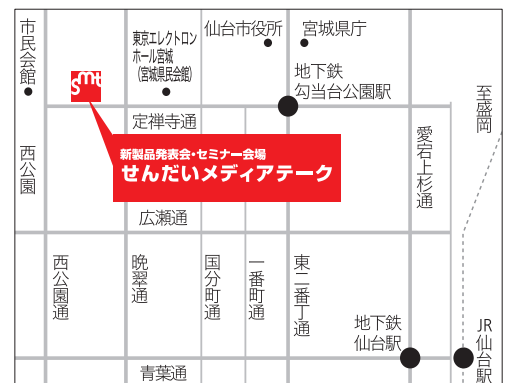 市民会館
smt
東京エレクトロン
ホール宮城
(宮城県民会館)
仙台市役所
宮城県庁
地下鉄
勾当台公園駅
至盛岡
定禅寺通
西公園
愛宕上杉通
新製品発表会・セミナー会場
せんだいメディアテーク
広瀬通
西公園通
晩翠通
国分町通
一番町通
東二番丁通
地下鉄
仙台駅
JR仙台駅
青葉通